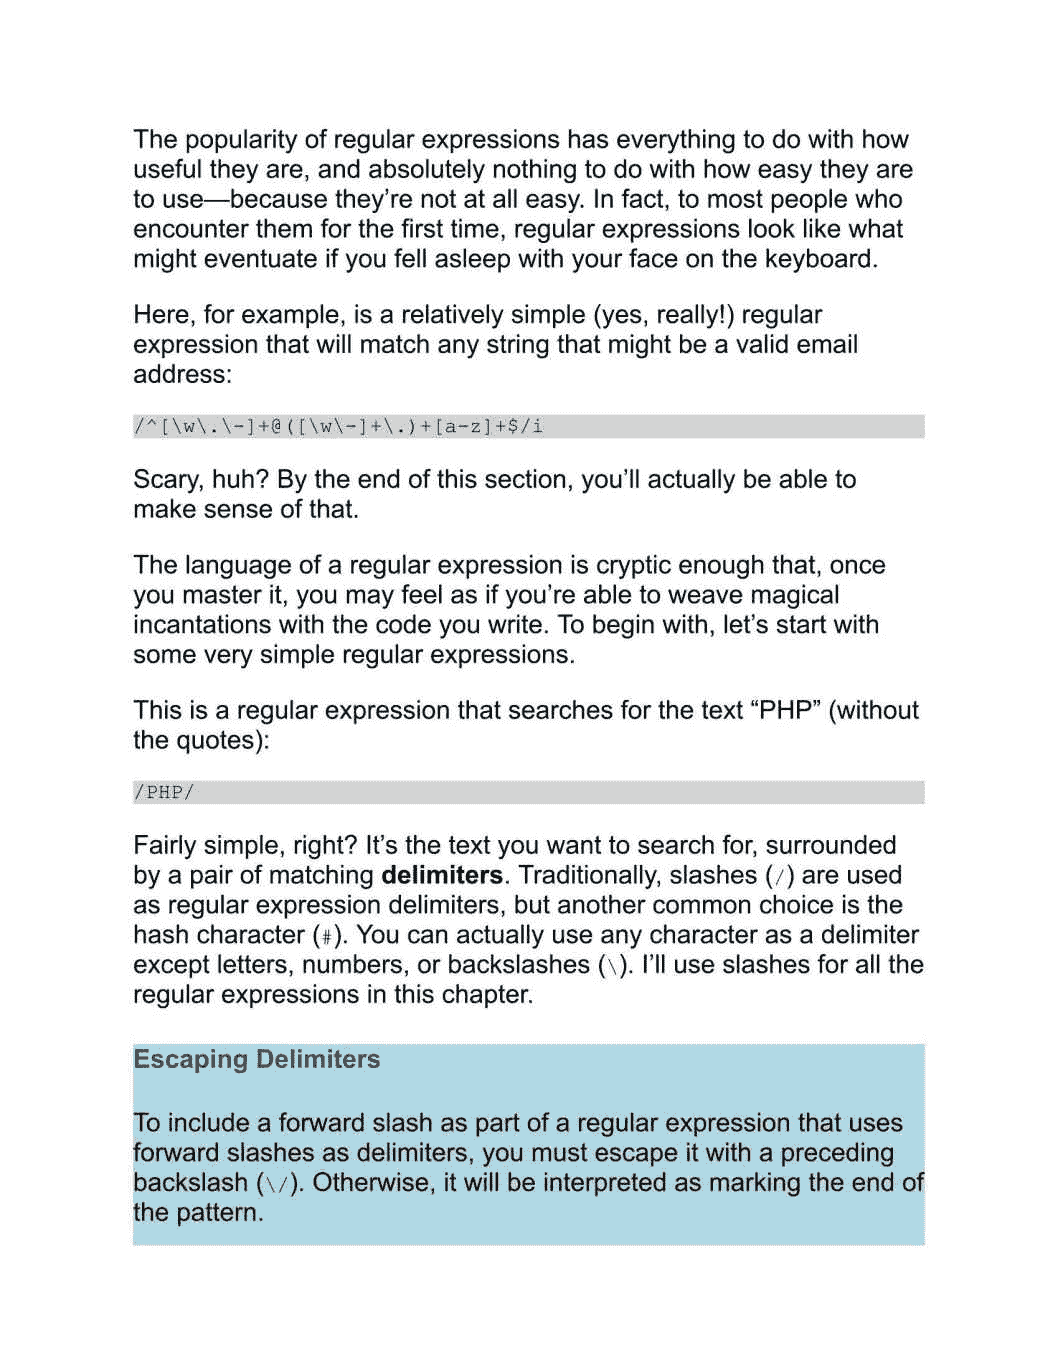 The popularity of regular expressions has everything to do with how
useful they are, and absolutely nothing to do with how easy they are
to use—because they’re not at all easy. In fact, to most people who
encounter them for the first time, regular expressions look like what
might eventuate if you fell asleep with your face on the keyboard.
Here, for example, is a relatively simple (yes, really!) regular
expression that will match any string that might be a valid email
address:
/^[\w\.\-]+@([\w\-]+\.)+[a-z]+$/i
Scary, huh? By the end of this section, you’ll actually be able to
make sense of that.
The language of a regular expression is cryptic enough that, once
you master it, you may feel as if you’re able to weave magical
incantations with the code you write. To begin with, let’s start with
some very simple regular expressions.
This is a regular expression that searches for the text “PHP” (without
the quotes):
/PHP/
Fairly simple, right? It’s the text you want to search for, surrounded
by a pair of matching delimiters. Traditionally, slashes (/) are used
as regular expression delimiters, but another common choice is the
hash character (#). You can actually use any character as a delimiter
except letters, numbers, or backslashes (\). I’ll use slashes for all the
regular expressions in this chapter.
Escaping Delimiters
To include a forward slash as part of a regular expression that uses
forward slashes as delimiters, you must escape it with a preceding
backslash (\/). Otherwise, it will be interpreted as marking the end of
the pattern.